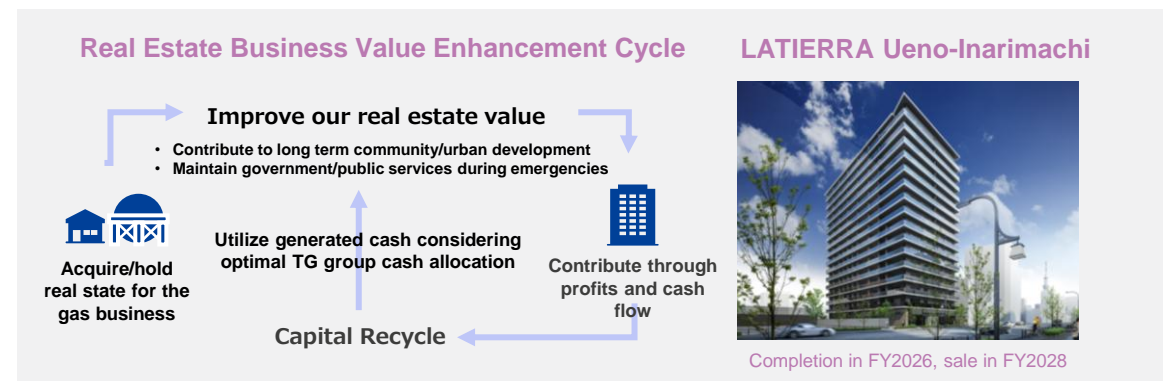 Real Estate Business Value Enhancement Cycle
LATIERRA Ueno-Inarimachi
Improve our real estate value
• Contribute to long term community/urban development
• Maintain government/public services during emergencies
Acquire/hold
real state for the
gas business
Utilize generated cash considering
optimal TG group cash allocation
Contribute through
profits and cash
flow
Capital Recycle
Completion in FY2026, sale in FY2028